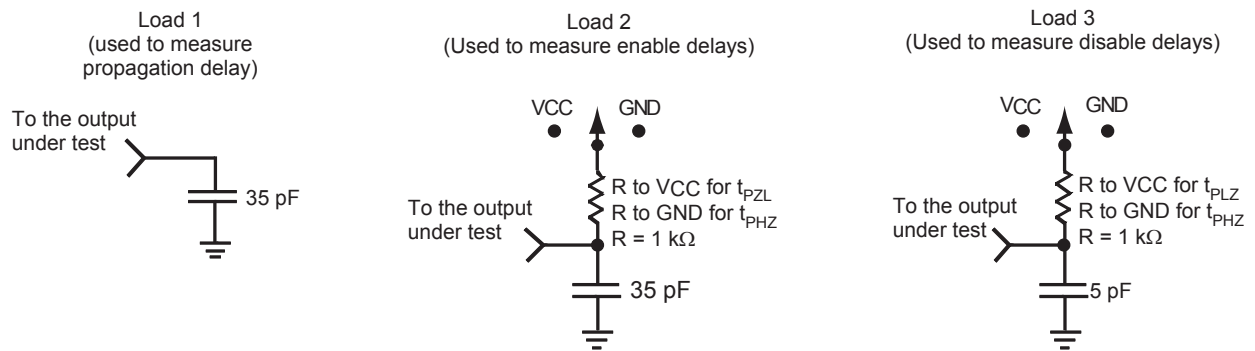 Load 1
(used to measure
propagation delay)
To the output
under test
35 pF
Load 2
(Used to measure enable delays)
VCC
GND
R to VCC for tPZL
R to GND for tPHZ
R = 1 kΩ
To the output
under test
35 pF
Load 3
(Used to measure disable delays)
VCC
GND
R to VCC for tPLZ
R to GND for tPHZ
R = 1 kΩ
To the output
under test
5 pF